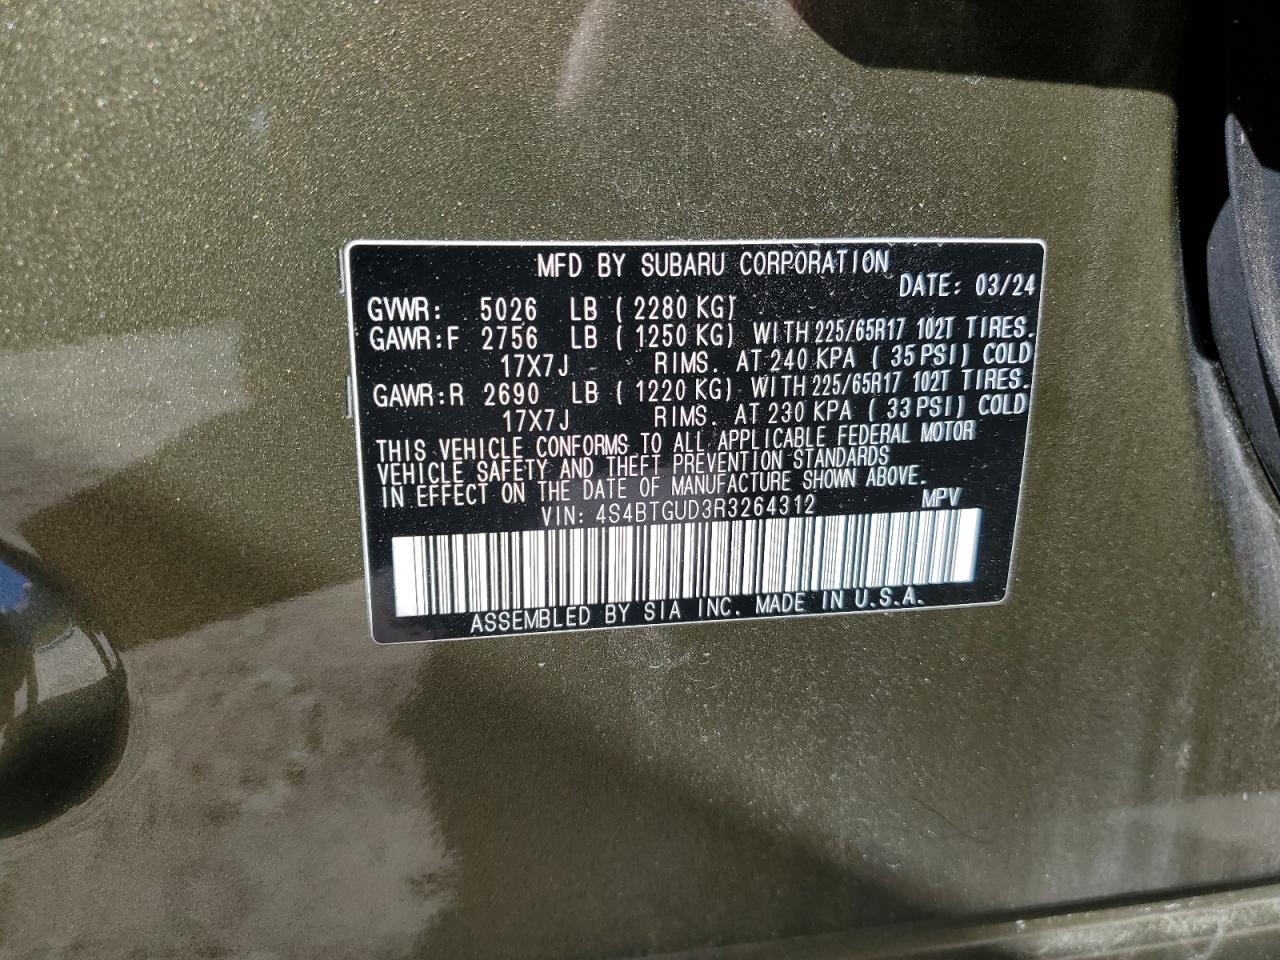 MFD BY SUBARU CORPORATION
DATE: 03/24
GVWR: 5026 LB ( 2280 KG)
GAWR:F 2756 LB ( 1250 KG) WITH 225/65R17 102T TIRES.
17X7J RIMS. AT 240 KPA ( 35 PSI) COLD
GAWR:R 2690 LB ( 1220 KG) WITH 225/65R17 102T TIRES.
17X7J RIMS. AT 230 KPA ( 33 PSI) COLD
THIS VEHICLE CONFORMS TO ALL APPLICABLE FEDERAL MOTOR
VEHICLE SAFETY AND THEFT PREVENTION STANDARDS
IN EFFECT ON THE DATE OF MANUFACTURE SHOWN ABOVE.
VIN: 4S4BTGUD3R3264312 MPV
ASSEMBLED BY SIA INC. MADE IN U.S.A.